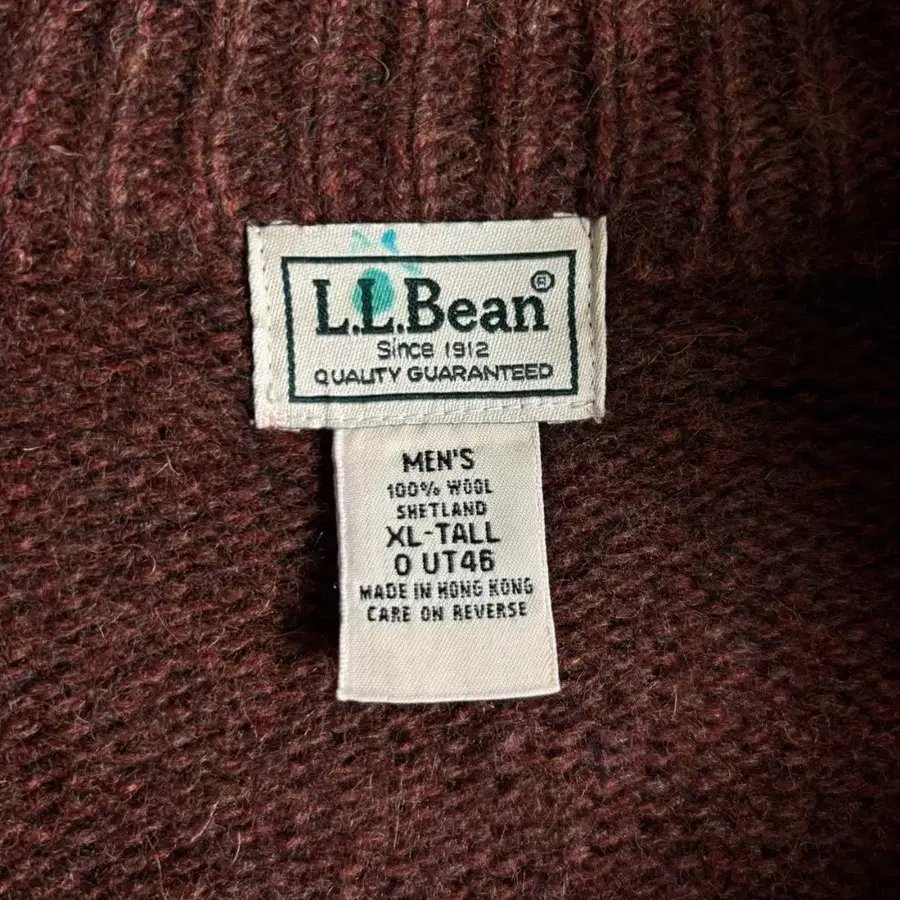 L.L.Bean®
Since 1912
QUALITY GUARANTEED
MEN'S
100% WOOL
SHETLAND
XL-TALL
0 UT46
MADE IN HONG KONG
CARE ON REVERSE